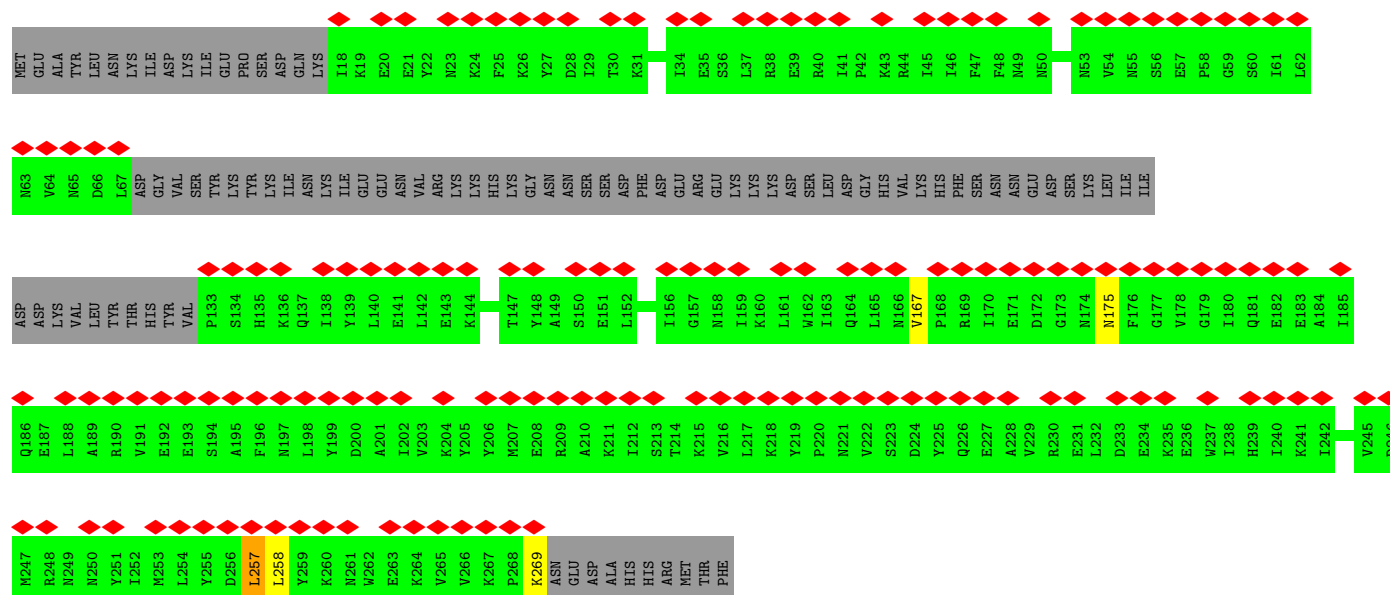 MET GLU ALA TYR LEU ASN LYS ILE ASP LYS ILE GLU PRO SER ASP GLN LYS I18 K19 E20 E21 Y22 N23 K24 F25 K26 Y27 D28 I29 T30 K31 I34 E35 S36 L37 R38 E39 R40 I41 P42 K43 R44 I45 I46 F47 F48 N49 N50 N53 V54 N55 S56 E57 P58 G59 S60 I61 L62
N63 V64 N65 D66 L67 ASP GLY VAL SER TYR LYS TYR LYS ILE ASN LYS ILE GLU GLU ASN VAL ARG LYS LYS HIS LYS GLY ASN ASN SER SER ASP PHE ASP GLU ARG GLU LYS LYS LYS ASP SER LEU ASP GLY HIS VAL LYS HIS PHE SER ASN ASN GLU ASP SER LYS LEU ILE ILE
ASP ASP LYS VAL LEU TYR THR HIS TYR VAL P133 S134 H135 K136 Q137 I138 Y139 L140 E141 L142 E143 K144 T147 Y148 A149 S150 E151 L152 I156 G157 N158 I159 K160 L161 W162 I163 Q164 L165 N166 V167 P168 R169 I170 E171 D172 G173 N174 N175 F176 G177 V178 G179 I180 Q181 E182 E183 A184 I185
Q186 E187 L188 A189 R190 V191 E192 E193 S194 A195 F196 N197 L198 Y199 D200 A201 I202 V203 K204 Y205 Y206 M207 E208 R209 A210 K211 I212 S213 T214 K215 V216 L217 K218 Y219 P220 N221 V222 S223 D224 Y225 Q226 E227 A228 V229 R230 E231 L232 D233 E234 K235 E236 W237 I238 H239 I240 K241 I242 V245
M247 R248 N249 N250 Y251 I252 M253 L254 Y255 D256 L257 L258 Y259 K260 N261 W262 E263 K264 V265 V266 K267 P268 K269 ASN GLU ASP ALA HIS HIS ARG MET THR PHE